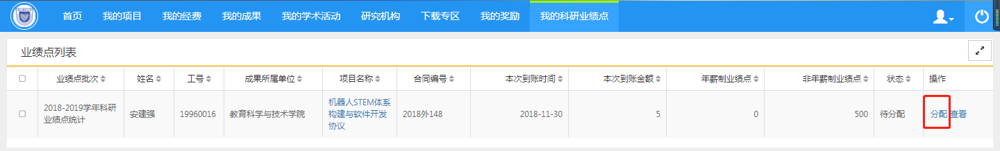 首页 我的项目 我的经费 我的成果 我的学术活动 研究机构 下载专区 我的奖励 我的科研业绩点
业绩点列表
业绩点批次 姓名 工号 成果所属单位 项目名称 合同编号 本次到账时间 本次到账金额 年薪制业绩点 非年薪制业绩点 状态 操作
2018-2019学年科研
业绩点统计
安建强
19960016
教育科学与技术学院
机器人STEM体系
构建与软件开发
协议
2018外148
2018-11-30
5
0
500
待分配
分配 查看